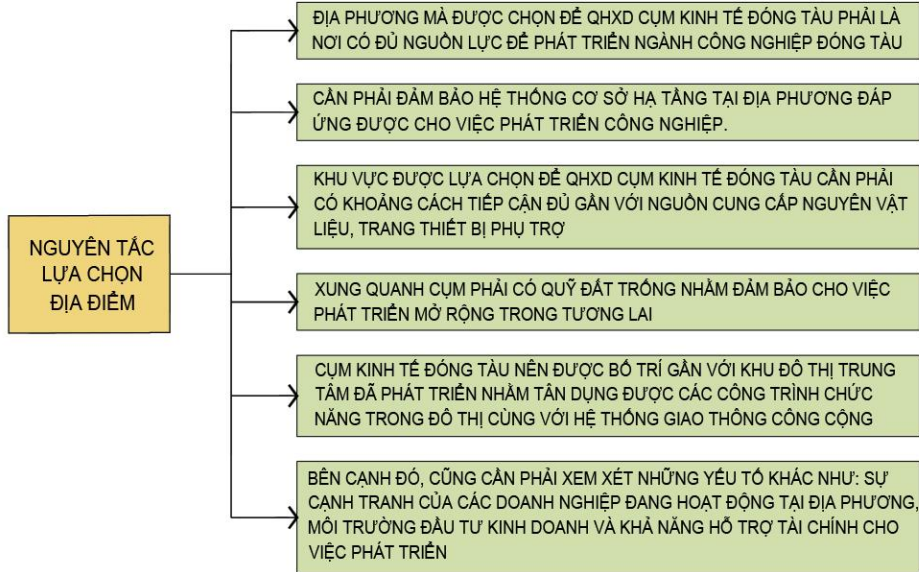 NGUYÊN TẮC
LỰA CHỌN
ĐỊA ĐIỂM
ĐỊA PHƯƠNG MÀ ĐƯỢC CHỌN ĐỂ QHXD CỤM KINH TẾ ĐÓNG TÀU PHẢI LÀ
NƠI CÓ ĐỦ NGUỒN LỰC ĐỂ PHÁT TRIỂN NGÀNH CÔNG NGHIỆP ĐÓNG TÀU
CẦN PHẢI ĐẢM BẢO HỆ THỐNG CƠ SỞ HẠ TẦNG TẠI ĐỊA PHƯƠNG ĐÁP
ỨNG ĐƯỢC CHO VIỆC PHÁT TRIỂN CÔNG NGHIỆP.
KHU VỰC ĐƯỢC LỰA CHỌN ĐỂ QHXD CỤM KINH TẾ ĐÓNG TÀU CẦN PHẢI
CÓ KHOẢNG CÁCH TIẾP CẬN ĐỦ GẦN VỚI NGUỒN CUNG CẤP NGUYÊN VẬT
LIỆU, TRANG THIẾT BỊ PHỤ TRỢ
XUNG QUANH CỤM PHẢI CÓ QUỸ ĐẤT TRỐNG NHẰM ĐẢM BẢO CHO VIỆC
PHÁT TRIỂN MỞ RỘNG TRONG TƯƠNG LAI
CỤM KINH TẾ ĐÓNG TÀU NÊN ĐƯỢC BỐ TRÍ GẦN VỚI KHU ĐÔ THỊ TRUNG
TÂM ĐÃ PHÁT TRIỂN NHẰM TÂN DỤNG ĐƯỢC CÁC CÔNG TRÌNH CHỨC
NĂNG TRONG ĐÔ THỊ CÙNG VỚI HỆ THỐNG GIAO THÔNG CÔNG CỘNG
BÊN CẠNH ĐÓ, CŨNG CẦN PHẢI XEM XÉT NHỮNG YẾU TỐ KHÁC NHƯ: SỰ
CẠNH TRANH CỦA CÁC DOANH NGHIỆP ĐANG HOẠT ĐỘNG TẠI ĐỊA PHƯƠNG,
MÔI TRƯỜNG ĐẦU TƯ KINH DOANH VÀ KHẢ NĂNG HỖ TRỢ TÀI CHÍNH CHO
VIỆC PHÁT TRIỂN